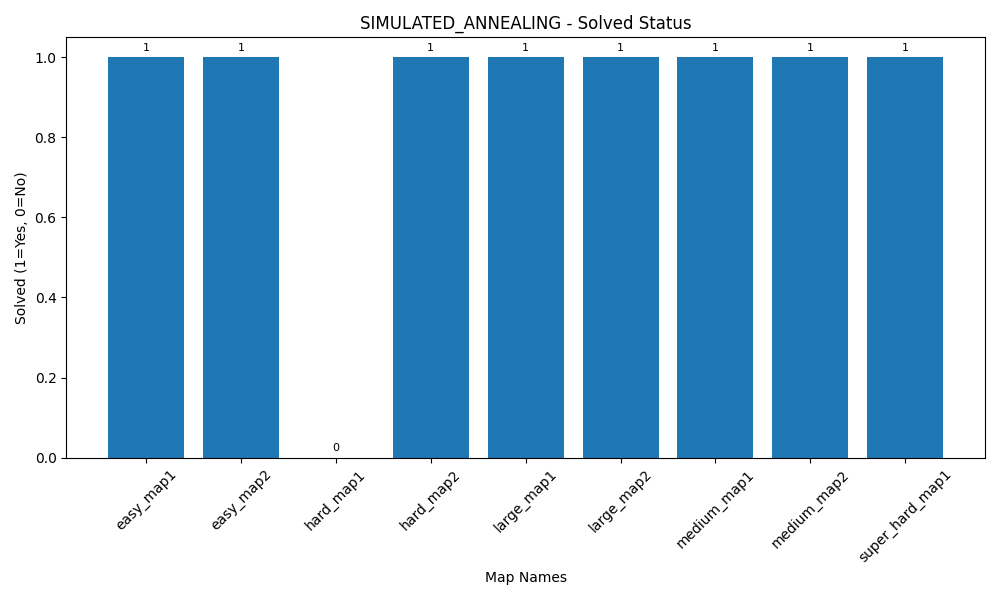 SIMULATED_ANNEALING - Solved Status
1 1 0 1 1 1 1 1 1
Solved (1=Yes, 0=No)
1.0
0.8
0.6
0.4
0.2
0.0
easy_map1 easy_map2 hard_map1 hard_map2 large_map1 large_map2 medium_map1 medium_map2 super_hard_map1
Map Names